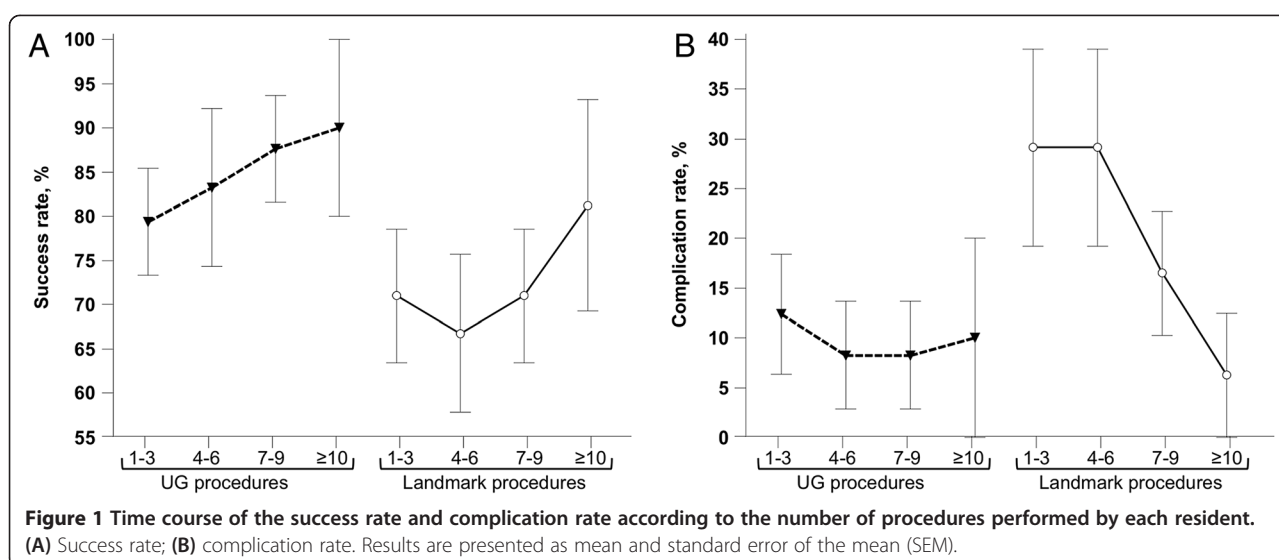 A
Success rate, %
100
95
90
85
80
75
70
65
60
55
1-3 4-6 7-9 ≥10 1-3 4-6 7-9 ≥10
UG procedures Landmark procedures
B
Complication rate, %
40
35
30
25
20
15
10
5
0
1-3 4-6 7-9 ≥10 1-3 4-6 7-9 ≥10
UG procedures Landmark procedures
Figure 1 Time course of the success rate and complication rate according to the number of procedures performed by each resident.
(A) Success rate; (B) complication rate. Results are presented as mean and standard error of the mean (SEM).